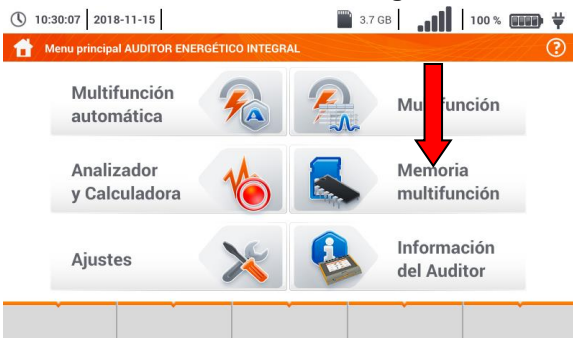 10:30:07 2018-11-15 3.7 GB 100 %
Menu principal AUDITOR ENERGÉTICO INTEGRAL ?
Multifunción
automática
A
Analizador
y Calculadora
Memoria
multifunción
Ajustes
Información
del Auditor